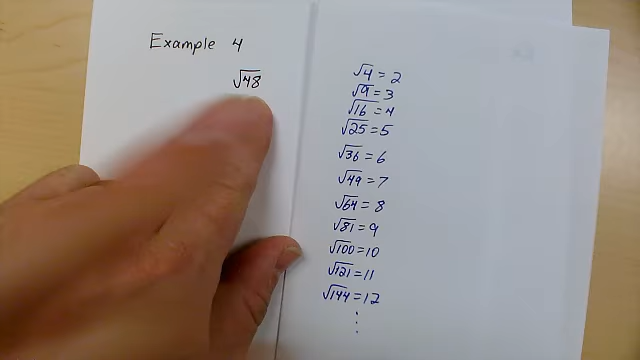 Example 4
√48
√4 = 2
√9 = 3
√16 = 4
√25 = 5
√36 = 6
√49 = 7
√64 = 8
√81 = 9
√100 = 10
√121 = 11
√144 = 12
⋮